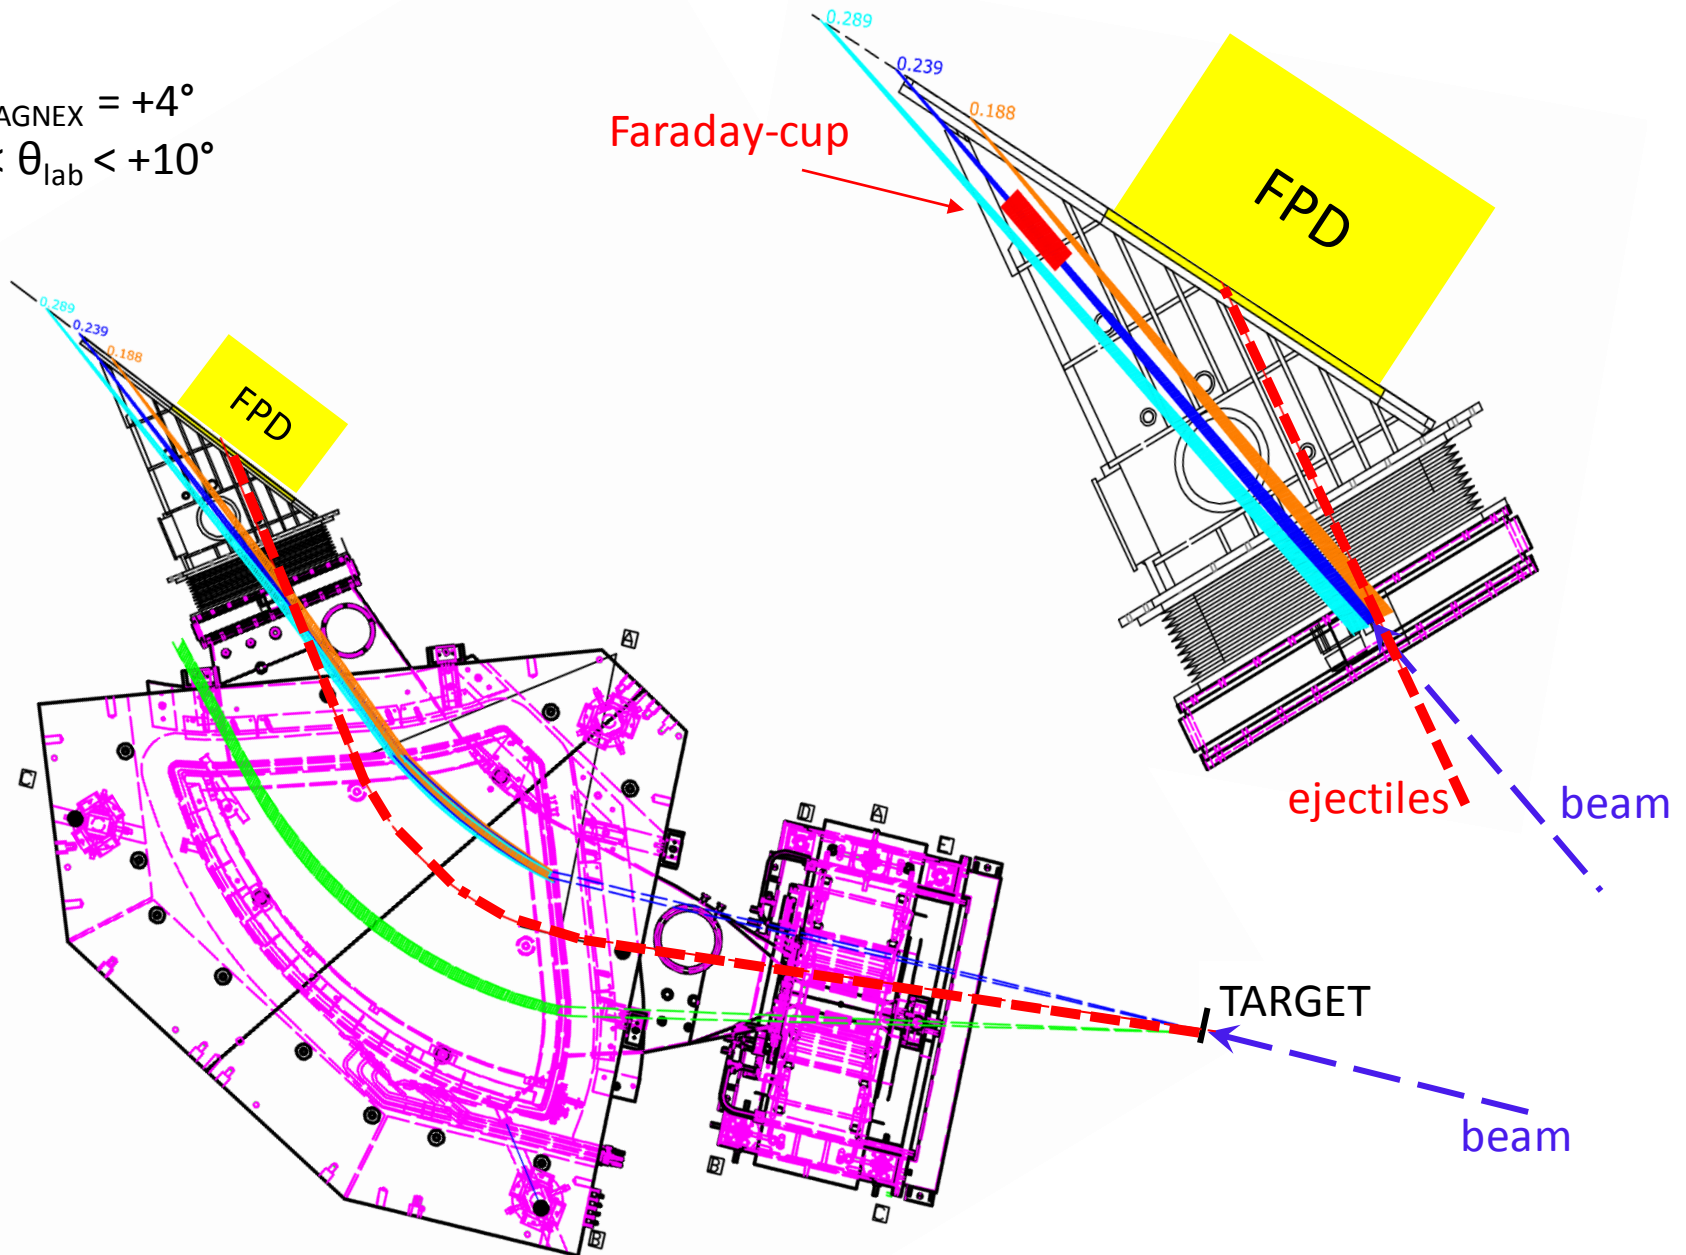 AGNEX = +4°
< θlab < +10°
0.289
0.239
0.188
Faraday-cup
FPD
0.289
0.239
0.188
FPD
ejectiles
beam
A
C
D
A
E
TARGET
beam
B
C
B